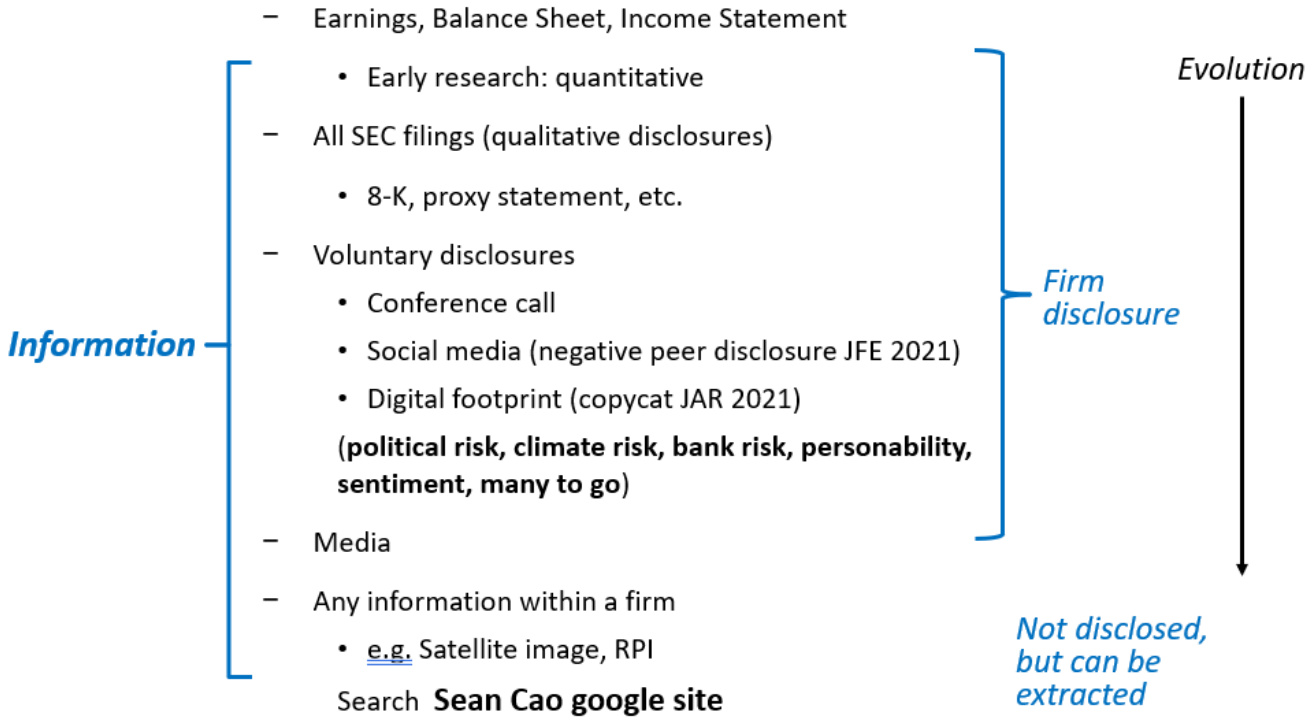 – Earnings, Balance Sheet, Income Statement
• Early research: quantitative
Evolution
– All SEC filings (qualitative disclosures)
• 8-K, proxy statement, etc.
– Voluntary disclosures
• Conference call
Firm
disclosure
Information
• Social media (negative peer disclosure JFE 2021)
• Digital footprint (copycat JAR 2021)
(political risk, climate risk, bank risk, personability,
sentiment, many to go)
– Media
– Any information within a firm
• e.g. Satellite image, RPI
Not disclosed,
but can be
extracted
Search Sean Cao google site